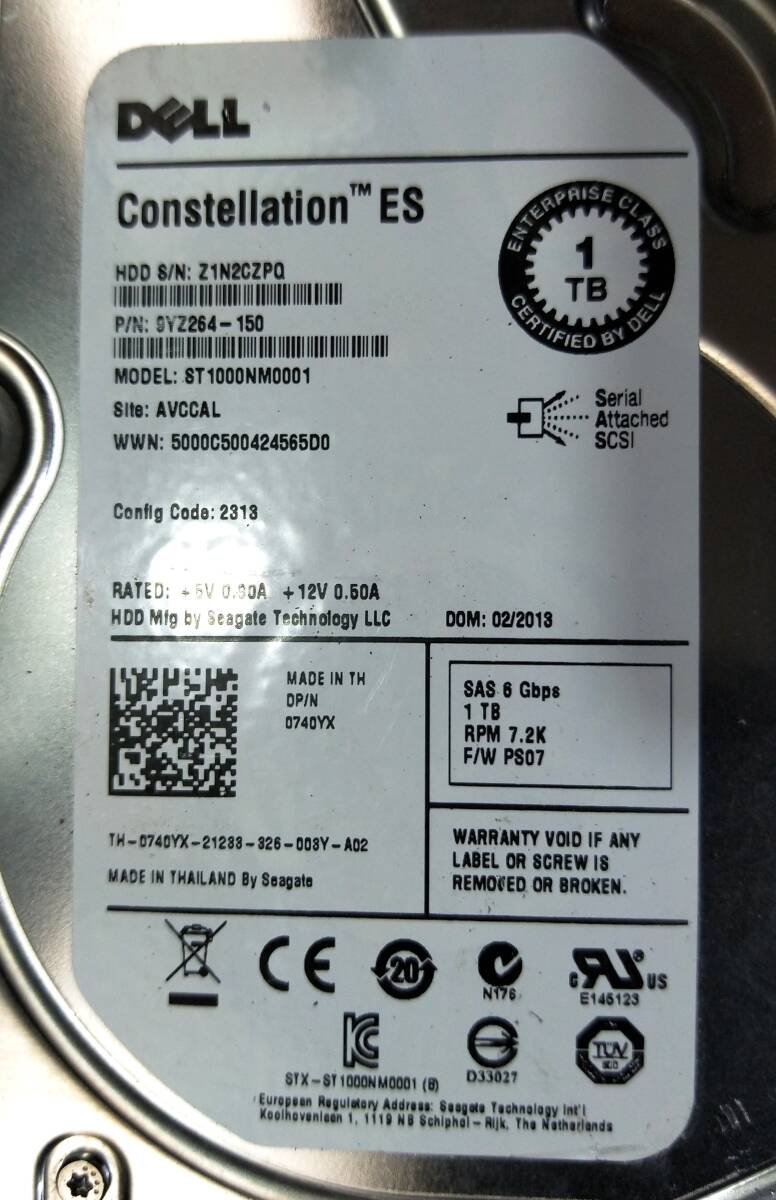 DELL
Constellation™ ES
ENTERPRISE CLASS
1
TB
CERTIFIED BY DELL
HDD S/N: Z1N2CZPQ
P/N: 9YZ264-150
MODEL: ST1000NM0001
Site: AVCCAL
WWN: 5000C500424565D0
Serial
Attached
SCSI
Config Code: 2313
RATED: +5V 0.90A +12V 0.50A
HDD Mfg by Seagate Technology LLC
DOM: 02/2013
MADE IN TH
DP/N
0740YX
SAS 6 Gbps
1 TB
RPM 7.2K
F/W PS07
TH-0740YX-21233-326-003Y-A02
MADE IN THAILAND By Seagate
WARRANTY VOID IF ANY
LABEL OR SCREW IS
REMOVED OR BROKEN.
CE
20
N176
c RU US
E145123
KC
D33027
TÜV
STX-ST1000NM0001 (B)
European Regulatory Address: Seagate Technology Int'l
Koolhovenlaan 1, 1119 NB Schiphol-Rijk, The Netherlands